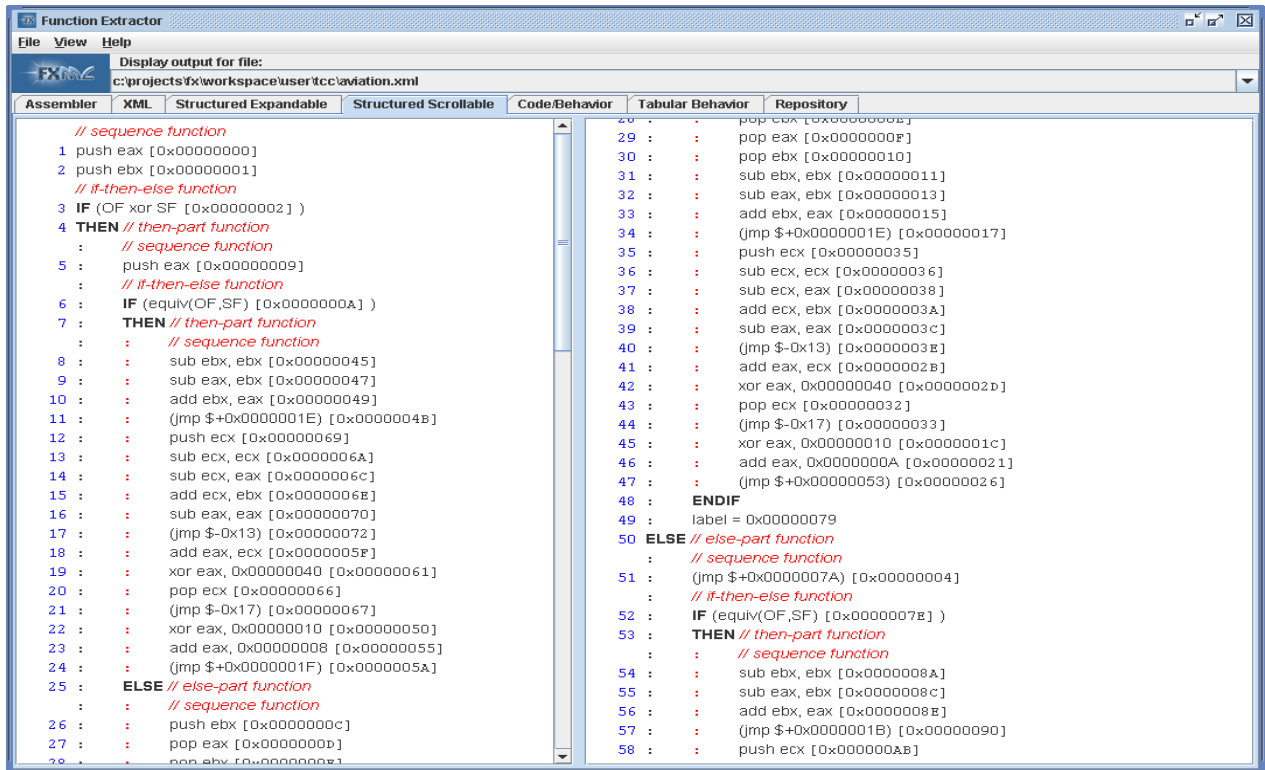 Function Extractor
File View Help
FX
Display output for file:
c:\projects\fx\workspace\user\tcc\aviation.xml
Assembler XML Structured Expandable Structured Scrollable Code/Behavior Tabular Behavior Repository
// sequence function
1 push eax [0x00000000]
2 push ebx [0x00000001]
// if-then-else function
3 IF (OF xor SF [0x00000002] )
4 THEN // then-part function
: // sequence function
5 : push eax [0x00000009]
: // if-then-else function
6 : IF (equiv(OF,SF) [0x0000000A] )
7 : THEN // then-part function
: : // sequence function
8 : : sub ebx, ebx [0x00000045]
9 : : sub eax, ebx [0x00000047]
10 : : add ebx, eax [0x00000049]
11 : : (jmp $+0x0000001E) [0x0000004B]
12 : : push ecx [0x00000069]
13 : : sub ecx, ecx [0x0000006A]
14 : : sub ecx, eax [0x0000006C]
15 : : add ecx, ebx [0x0000006E]
16 : : sub eax, eax [0x00000070]
17 : : (jmp $-0x13) [0x00000072]
18 : : add eax, ecx [0x0000005F]
19 : : xor eax, 0x00000040 [0x00000061]
20 : : pop ecx [0x00000066]
21 : : (jmp $-0x17) [0x00000067]
22 : : xor eax, 0x00000010 [0x00000050]
23 : : add eax, 0x00000008 [0x00000055]
24 : : (jmp $+0x0000001F) [0x0000005A]
25 : ELSE // else-part function
: : // sequence function
26 : : push ebx [0x0000000C]
27 : : pop eax [0x0000000D]
28 : : pop ebx [0x0000000E]
28 : : pop ebx [0x0000000E]
29 : : pop eax [0x0000000F]
30 : : pop ebx [0x00000010]
31 : : sub ebx, ebx [0x00000011]
32 : : sub eax, ebx [0x00000013]
33 : : add ebx, eax [0x00000015]
34 : : (jmp $+0x0000001E) [0x00000017]
35 : : push ecx [0x00000035]
36 : : sub ecx, ecx [0x00000036]
37 : : sub ecx, eax [0x00000038]
38 : : add ecx, ebx [0x0000003A]
39 : : sub eax, eax [0x0000003C]
40 : : (jmp $-0x13) [0x0000003E]
41 : : add eax, ecx [0x0000002B]
42 : : xor eax, 0x00000040 [0x0000002D]
43 : : pop ecx [0x00000032]
44 : : (jmp $-0x17) [0x00000033]
45 : : xor eax, 0x00000010 [0x0000001C]
46 : : add eax, 0x0000000A [0x00000021]
47 : : (jmp $+0x00000053) [0x00000026]
48 : ENDIF
49 : label = 0x00000079
50 ELSE // else-part function
: // sequence function
51 : (jmp $+0x0000007A) [0x00000004]
: // if-then-else function
52 : IF (equiv(OF,SF) [0x0000007E] )
53 : THEN // then-part function
: : // sequence function
54 : : sub ebx, ebx [0x0000008A]
55 : : sub eax, ebx [0x0000008C]
56 : : add ebx, eax [0x0000008E]
57 : : (jmp $+0x0000001B) [0x00000090]
58 : : push ecx [0x000000AB]